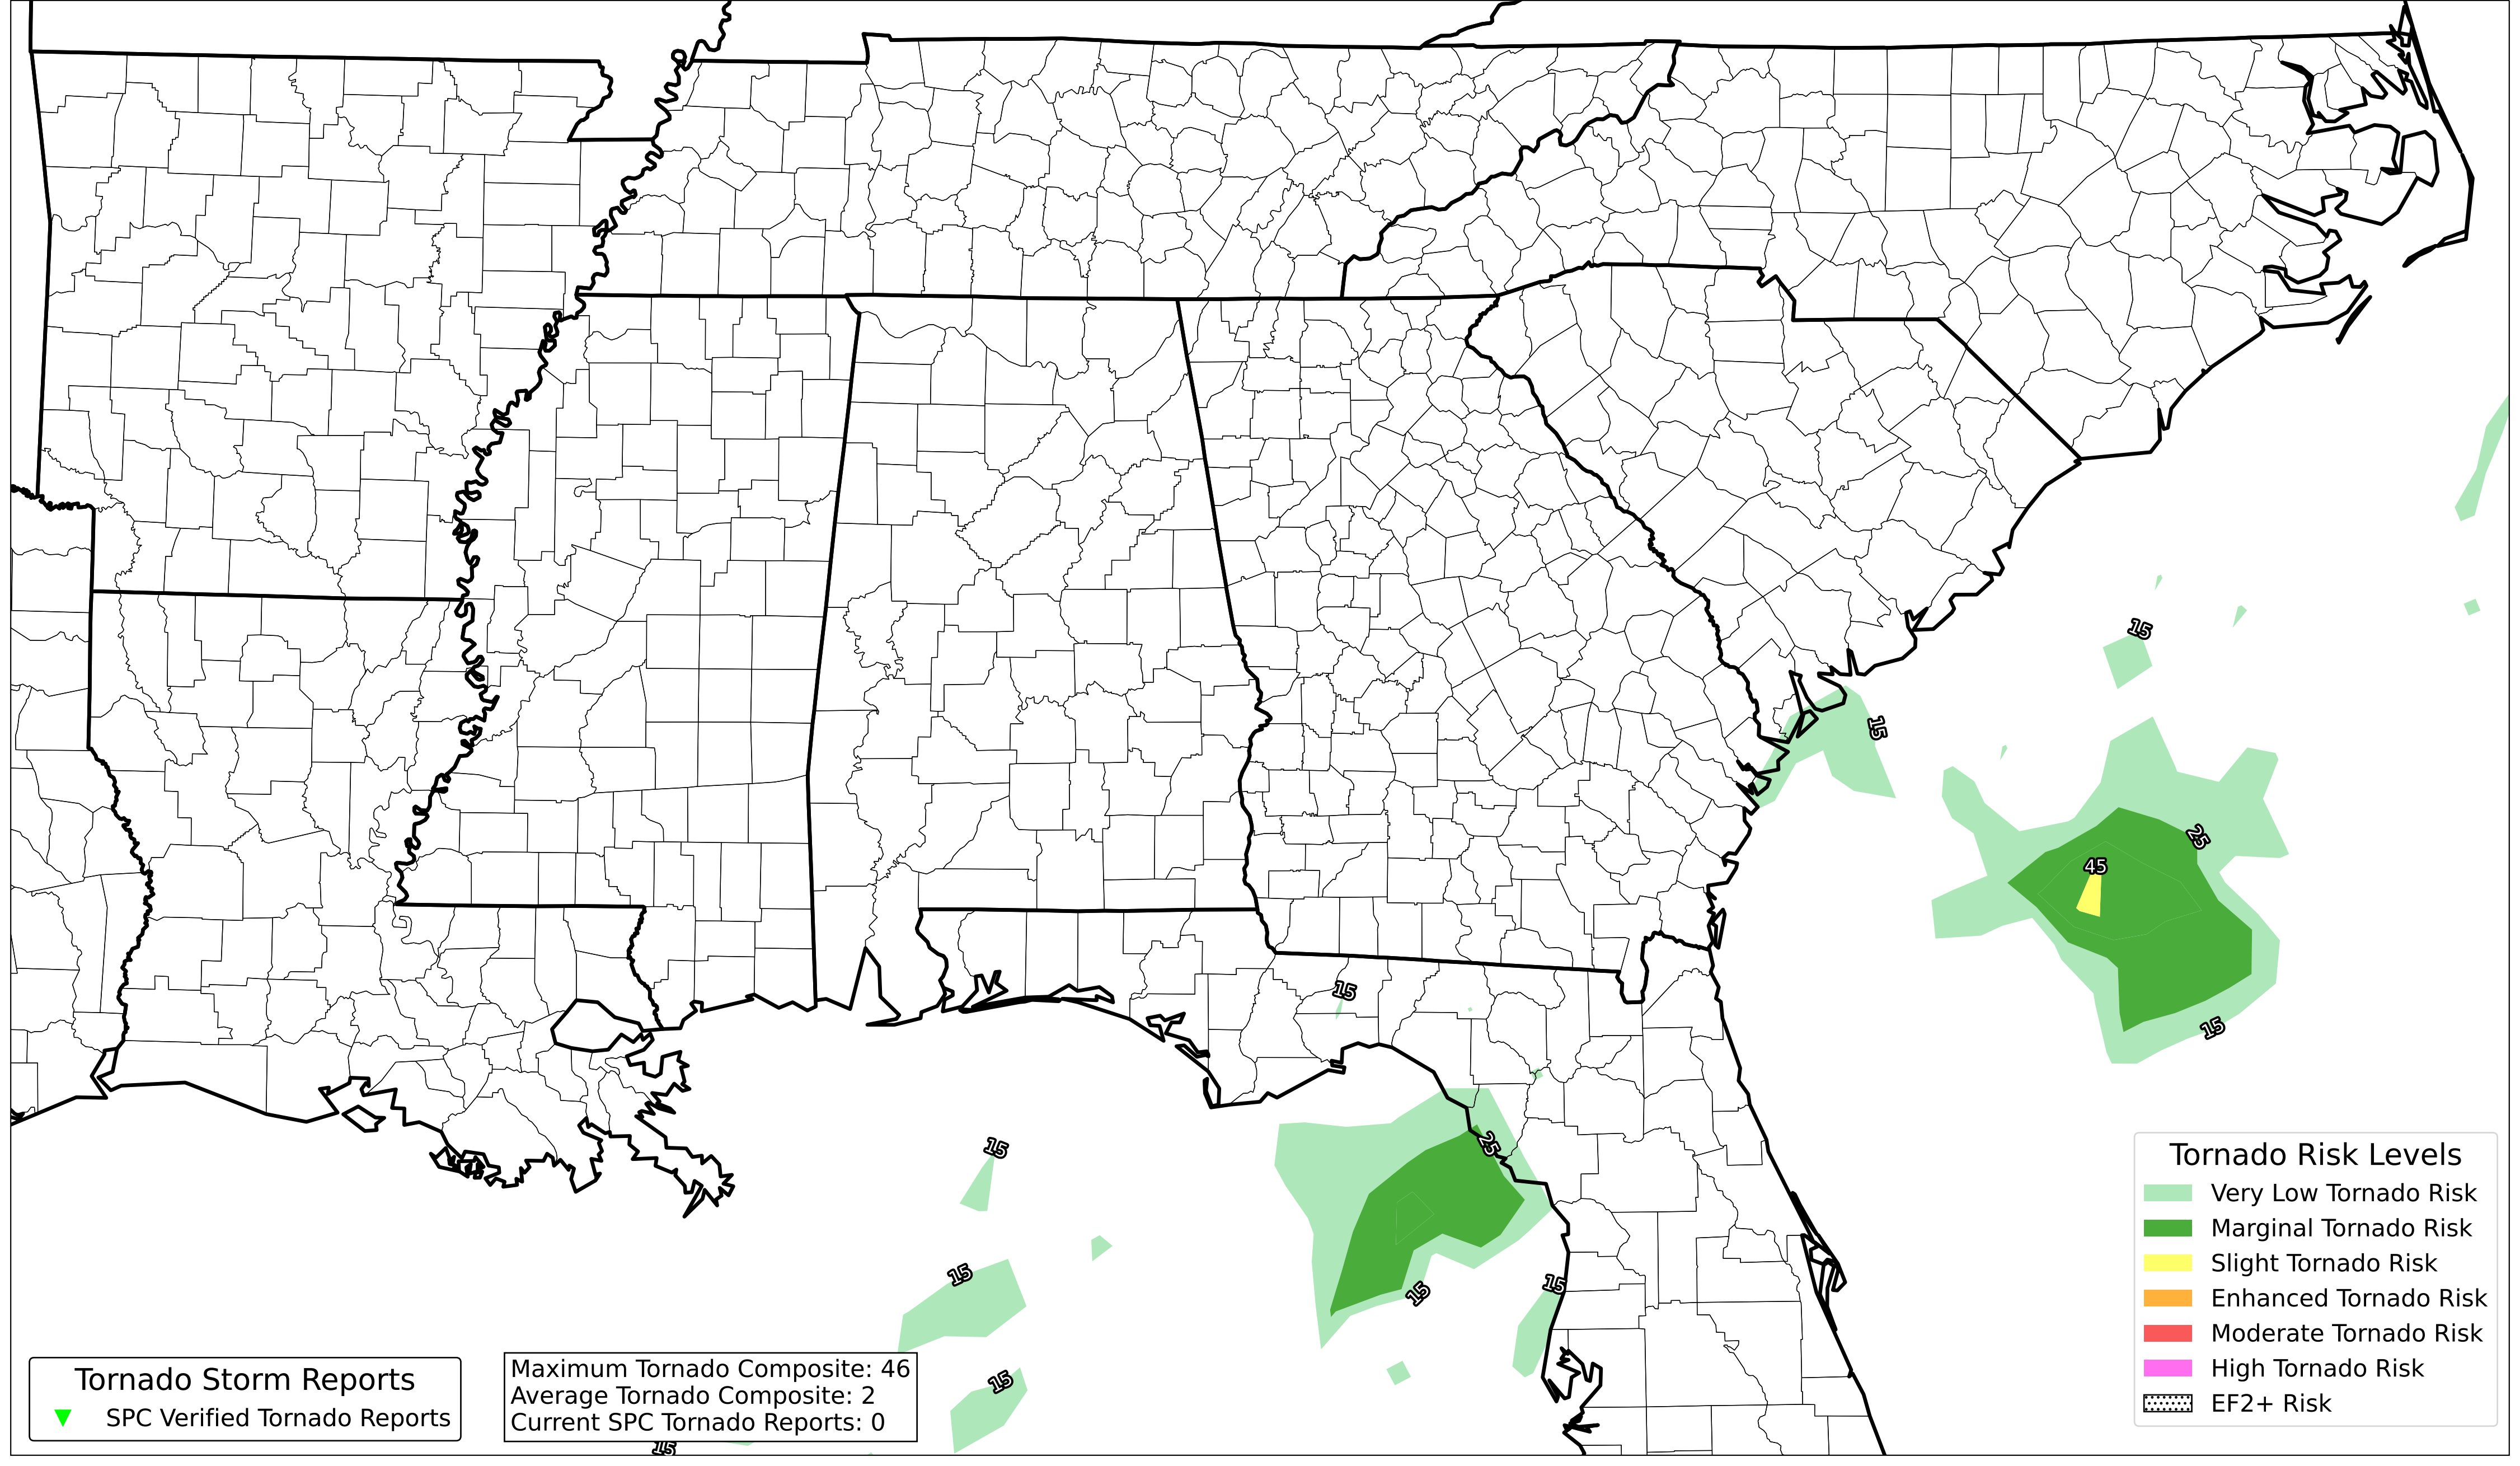 15
15
25
45
15
15
15
25
15
15
15
15
15
15
Tornado Risk Levels
Very Low Tornado Risk
Marginal Tornado Risk
Slight Tornado Risk
Enhanced Tornado Risk
Moderate Tornado Risk
High Tornado Risk
EF2+ Risk
Tornado Storm Reports
SPC Verified Tornado Reports
Maximum Tornado Composite: 46
Average Tornado Composite: 2
Current SPC Tornado Reports: 0